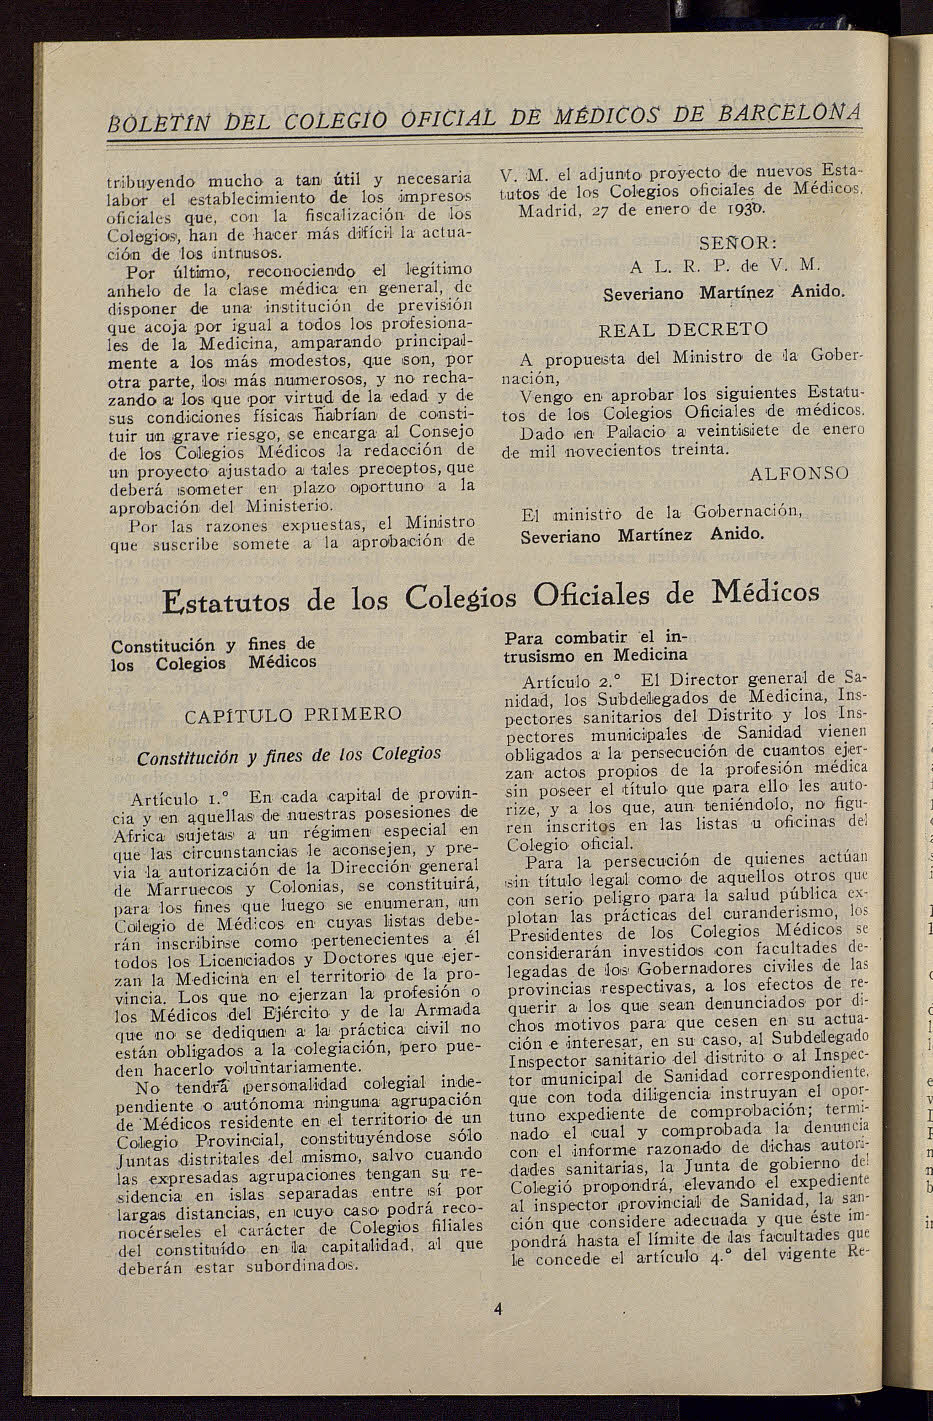 BOLETÍN DEL COLEGIO OFICIAL DE MÉDICOS DE BARCELONA
tribuyendo mucho a tan útil y necesaria
labor el establecimiento de los impresos
oficiales que, con la fiscalización de los
Colegios, han de hacer más difícil la actua-
ción de los intrusos.
Por último, reconociendo el legítimo
anhelo de la clase médica en general, de
disponer de una institución de previsión
que acoja por igual a todos los profesiona-
les de la Medicina, amparando principal-
mente a los más modestos, que son, por
otra parte, los más numerosos, y no recha-
zando a los que por virtud de la edad y de
sus condiciones físicas habrían de consti-
tuir un grave riesgo, se encarga al Consejo
de los Colegios Médicos la redacción de
un proyecto ajustado a tales preceptos, que
deberá someter en plazo oportuno a la
aprobación del Ministerio.
Por las razones expuestas, el Ministro
que suscribe somete a la aprobación de
V. M. el adjunto proyecto de nuevos Esta-
tutos de los Colegios oficiales de Médicos.
Madrid, 27 de enero de 1930.
SEÑOR:
A L. R. P. de V. M.
Severiano Martínez Anido.
REAL DECRETO
A propuesta del Ministro de la Gober-
nación,
Vengo en aprobar los siguientes Estatu-
tos de los Colegios Oficiales de médicos.
Dado en Palacio a veintisiete de enero
de mil novecientos treinta.
ALFONSO
El ministro de la Gobernación,
Severiano Martínez Anido.
Estatutos de los Colegios Oficiales de Médicos
Constitución y fines de
los Colegios Médicos
CAPÍTULO PRIMERO
Constitución y fines de los Colegios
Artículo 1.° En cada capital de provin-
cia y en aquellas de nuestras posesiones de
Africa sujetas a un régimen especial en
que las circunstancias le aconsejen, y pre-
via la autorización de la Dirección general
de Marruecos y Colonias, se constituirá,
para los fines que luego se enumeran, un
Colegio de Médicos en cuyas listas debe-
rán inscribirse como pertenecientes a él
todos los Licenciados y Doctores que ejer-
zan la Medicina en el territorio de la pro-
vincia. Los que no ejerzan la profesión o
los Médicos del Ejército y de la Armada
que no se dediquen a la práctica civil no
están obligados a la colegiación, pero pue-
den hacerlo voluntariamente.
No tendrá personalidad colegial inde-
pendiente o autónoma ninguna agrupación
de Médicos residente en el territorio de un
Colegio Provincial, constituyéndose sólo
Juntas distritales del mismo, salvo cuando
las expresadas agrupaciones tengan su re-
sidencia en islas separadas entre sí por
largas distancias, en cuyo caso podrá reco-
nocérseles el carácter de Colegios filiales
del constituído en la capitalidad, al que
deberán estar subordinados.
Para combatir el in-
trusismo en Medicina
Artículo 2.° El Director general de Sa-
nidad, los Subdelegados de Medicina, Ins-
pectores sanitarios del Distrito y los Ins-
pectores municipales de Sanidad vienen
obligados a la persecución de cuantos ejer-
zan actos propios de la profesión médica
sin poseer el título que para ello les auto-
rize, y a los que, aun teniéndolo, no figu-
ren inscritos en las listas u oficinas del
Colegio oficial.
Para la persecución de quienes actúan
sin título legal como de aquellos otros que
con serio peligro para la salud pública ex-
plotan las prácticas del curanderismo, los
Presidentes de los Colegios Médicos se
considerarán investidos con facultades de-
legadas de los Gobernadores civiles de las
provincias respectivas, a los efectos de re-
querir a los que sean denunciados por di-
chos motivos para que cesen en su actua-
ción e interesar, en su caso, al Subdelegado
Inspector sanitario del distrito o al Inspec-
tor municipal de Sanidad correspondiente,
que con toda diligencia instruyan el opor-
tuno expediente de comprobación; termi-
nado el cual y comprobada la denuncia
con el informe razonado de dichas autori-
dades sanitarias, la Junta de gobierno del
Colegió propondrá, elevando el expediente
al inspector provincial de Sanidad, la san-
ción que considere adecuada y que éste im-
pondrá hasta el límite de las facultades que
le concede el artículo 4.° del vigente Re-
4